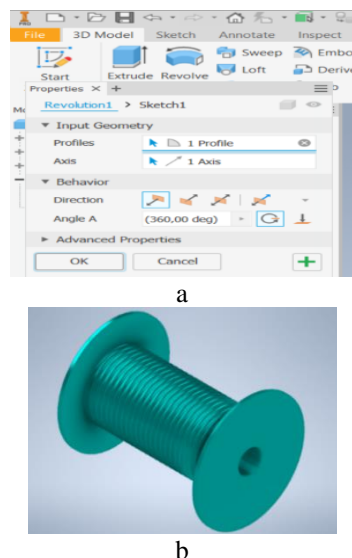 File 3D Model Sketch Annotate Inspect
Start Extrude Revolve Sweep Embo
Loft Derive
Properties × +
Revolution1 > Sketch1
Input Geometry
Profiles 1 Profile
Axis 1 Axis
Behavior
Direction
Angle A (360,00 deg)
Advanced Properties
OK Cancel +
a
b